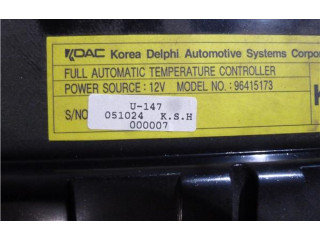 KDAC Korea Delphi Automotive Systems Corpor
FULL AUTOMATIC TEMPERATURE CONTROLLER
POWER SOURCE : 12V MODEL NO. : 96415173
S/NO
U-147
051024 K.S.H
000007